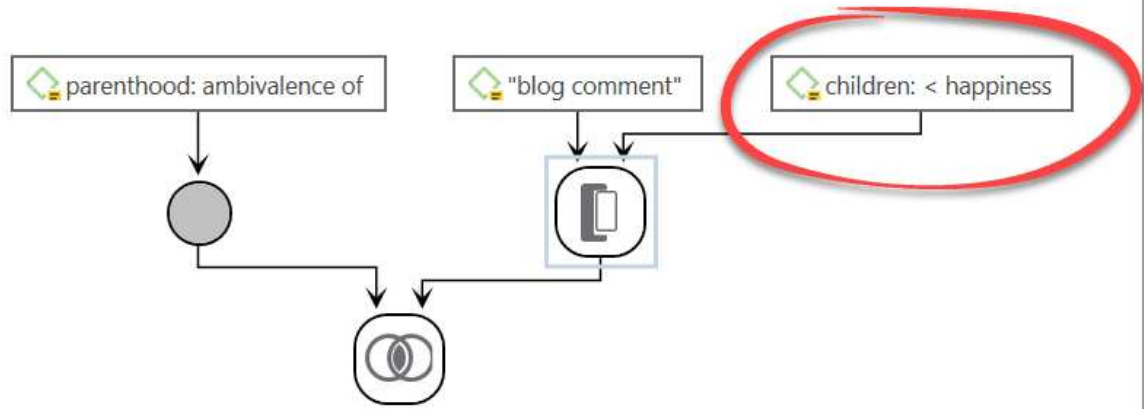 parenthood: ambivalence of
"blog comment"
children: < happiness